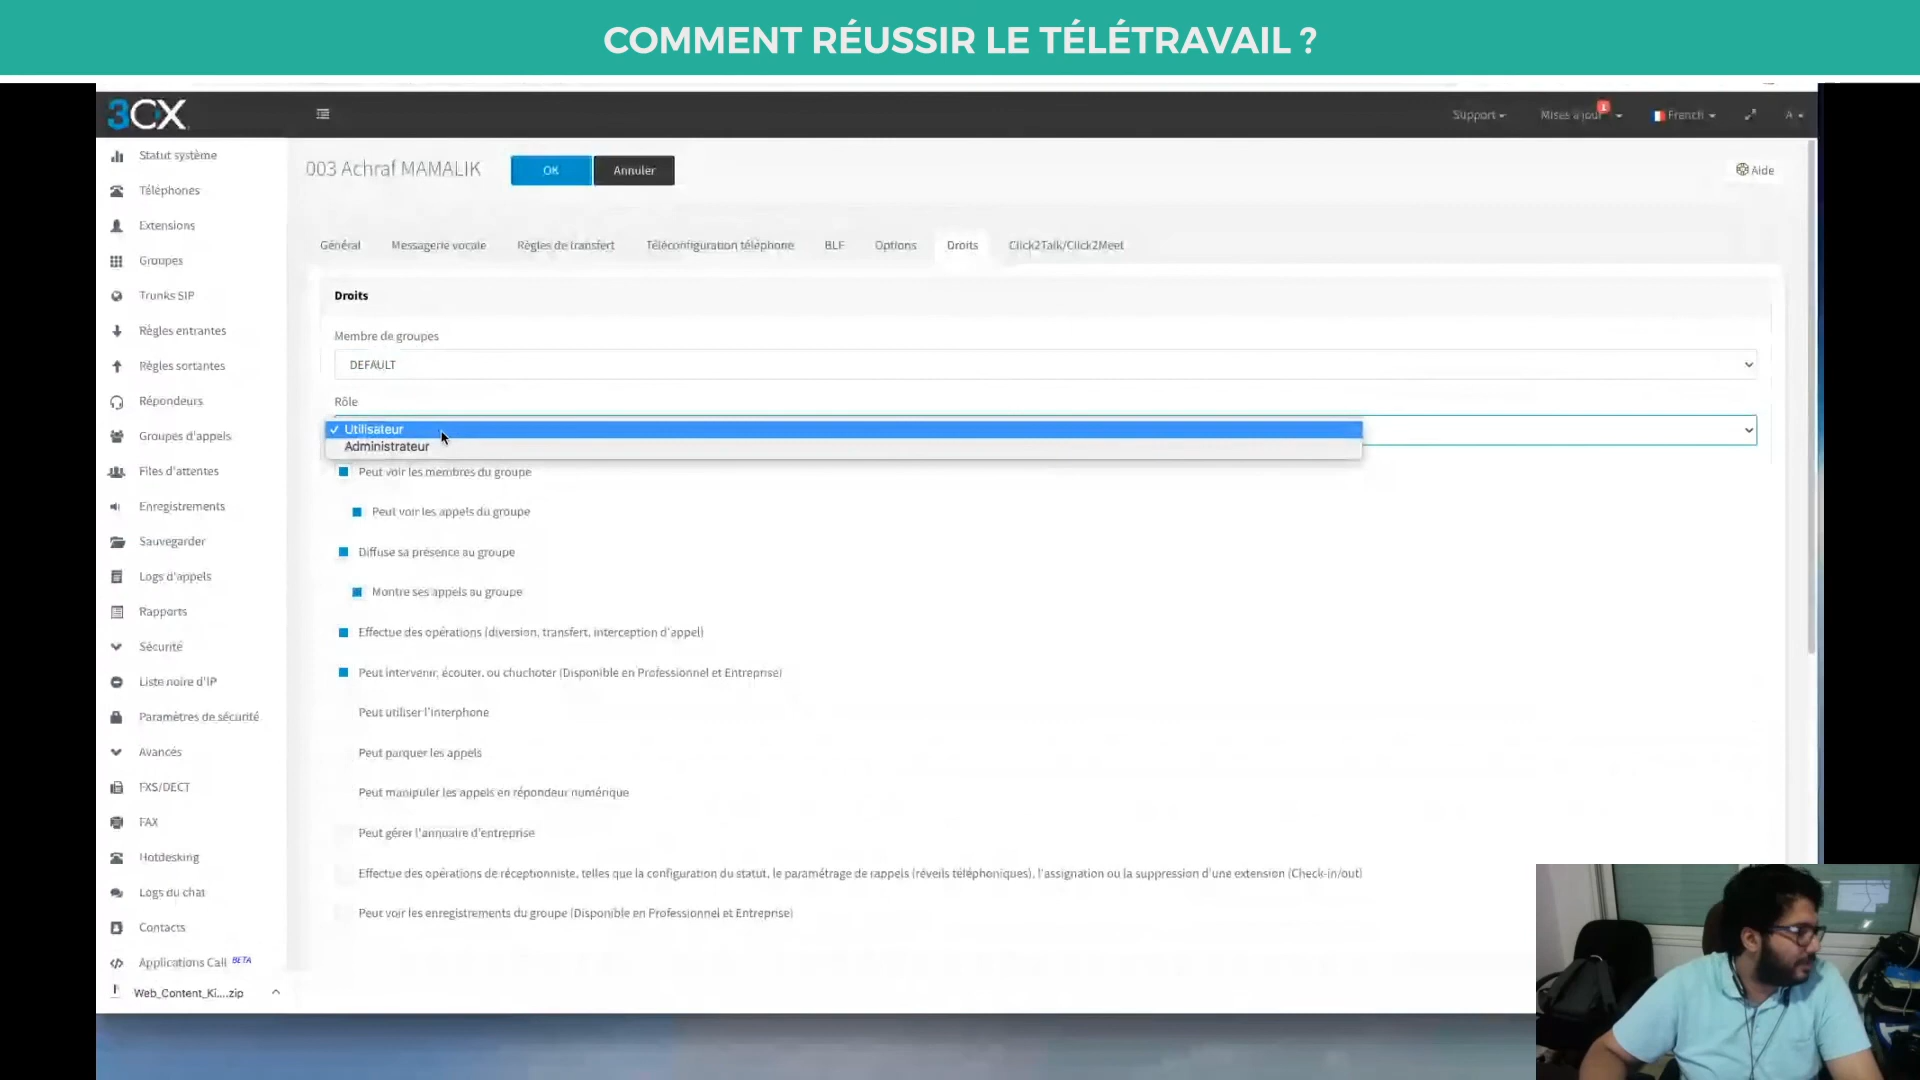 COMMENT RÉUSSIR LE TÉLÉTRAVAIL ?
3CX
Support
Mises à jour
1
French
A
Statut système
Téléphones
Extensions
Groupes
Trunks SIP
Règles entrantes
Règles sortantes
Répondeurs
Groupes d'appels
Files d'attentes
Enregistrements
Sauvegarder
Logs d'appels
Rapports
Sécurité
Liste noire d'IP
Paramètres de sécurité
Avancés
FXS/DECT
FAX
Hotdesking
Logs du chat
Contacts
Applications Call BETA
Web_Content_Ki....zip
003 Achraf MAMALIK
OK
Annuler
Aide
Général
Messagerie vocale
Règles de transfert
Téléconfiguration téléphone
BLF
Options
Droits
Click2Talk/Click2Meet
Droits
Membre de groupes
DEFAULT
Rôle
✓ Utilisateur
Administrateur
Peut voir les membres du groupe
Peut voir les appels du groupe
Diffuse sa présence au groupe
Montre ses appels au groupe
Effectue des opérations (diversion, transfert, interception d'appel)
Peut intervenir, écouter, ou chuchoter (Disponible en Professionnel et Entreprise)
Peut utiliser l'interphone
Peut parquer les appels
Peut manipuler les appels en répondeur numérique
Peut gérer l'annuaire d'entreprise
Effectue des opérations de réceptionniste, telles que la configuration du statut, le paramétrage de rappels (réveils téléphoniques), l'assignation ou la suppression d'une extension (Check-in/out)
Peut voir les enregistrements du groupe (Disponible en Professionnel et Entreprise)